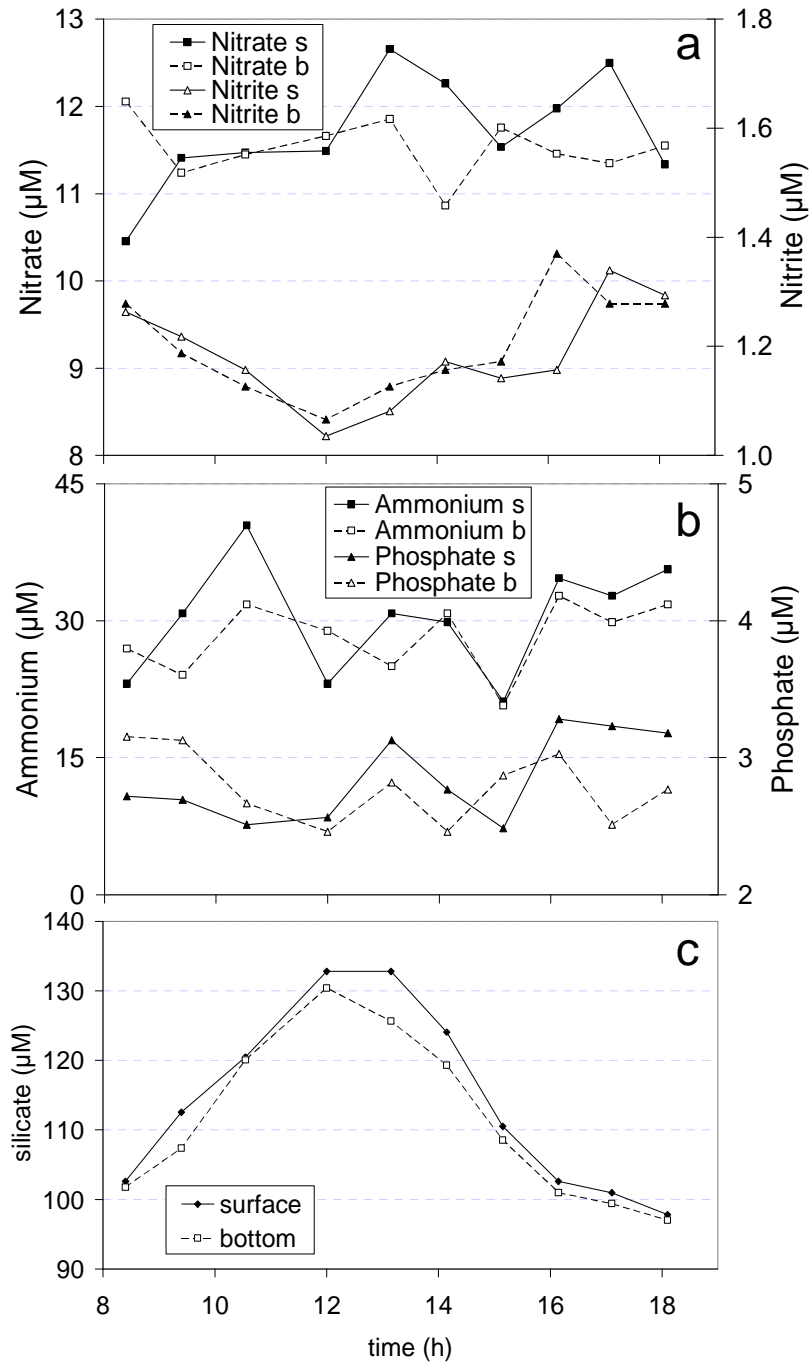 a
Nitrate s
Nitrate b
Nitrite s
Nitrite b
13
12
11
10
9
8
Nitrate (µM)
1.8
1.6
1.4
1.2
1.0
Nitrite (µM)
b
Ammonium s
Ammonium b
Phosphate s
Phosphate b
45
30
15
0
Ammonium (µM)
5
4
3
2
Phosphate (µM)
c
140
130
120
110
100
90
silicate (µM)
surface
bottom
8 10 12 14 16 18
time (h)